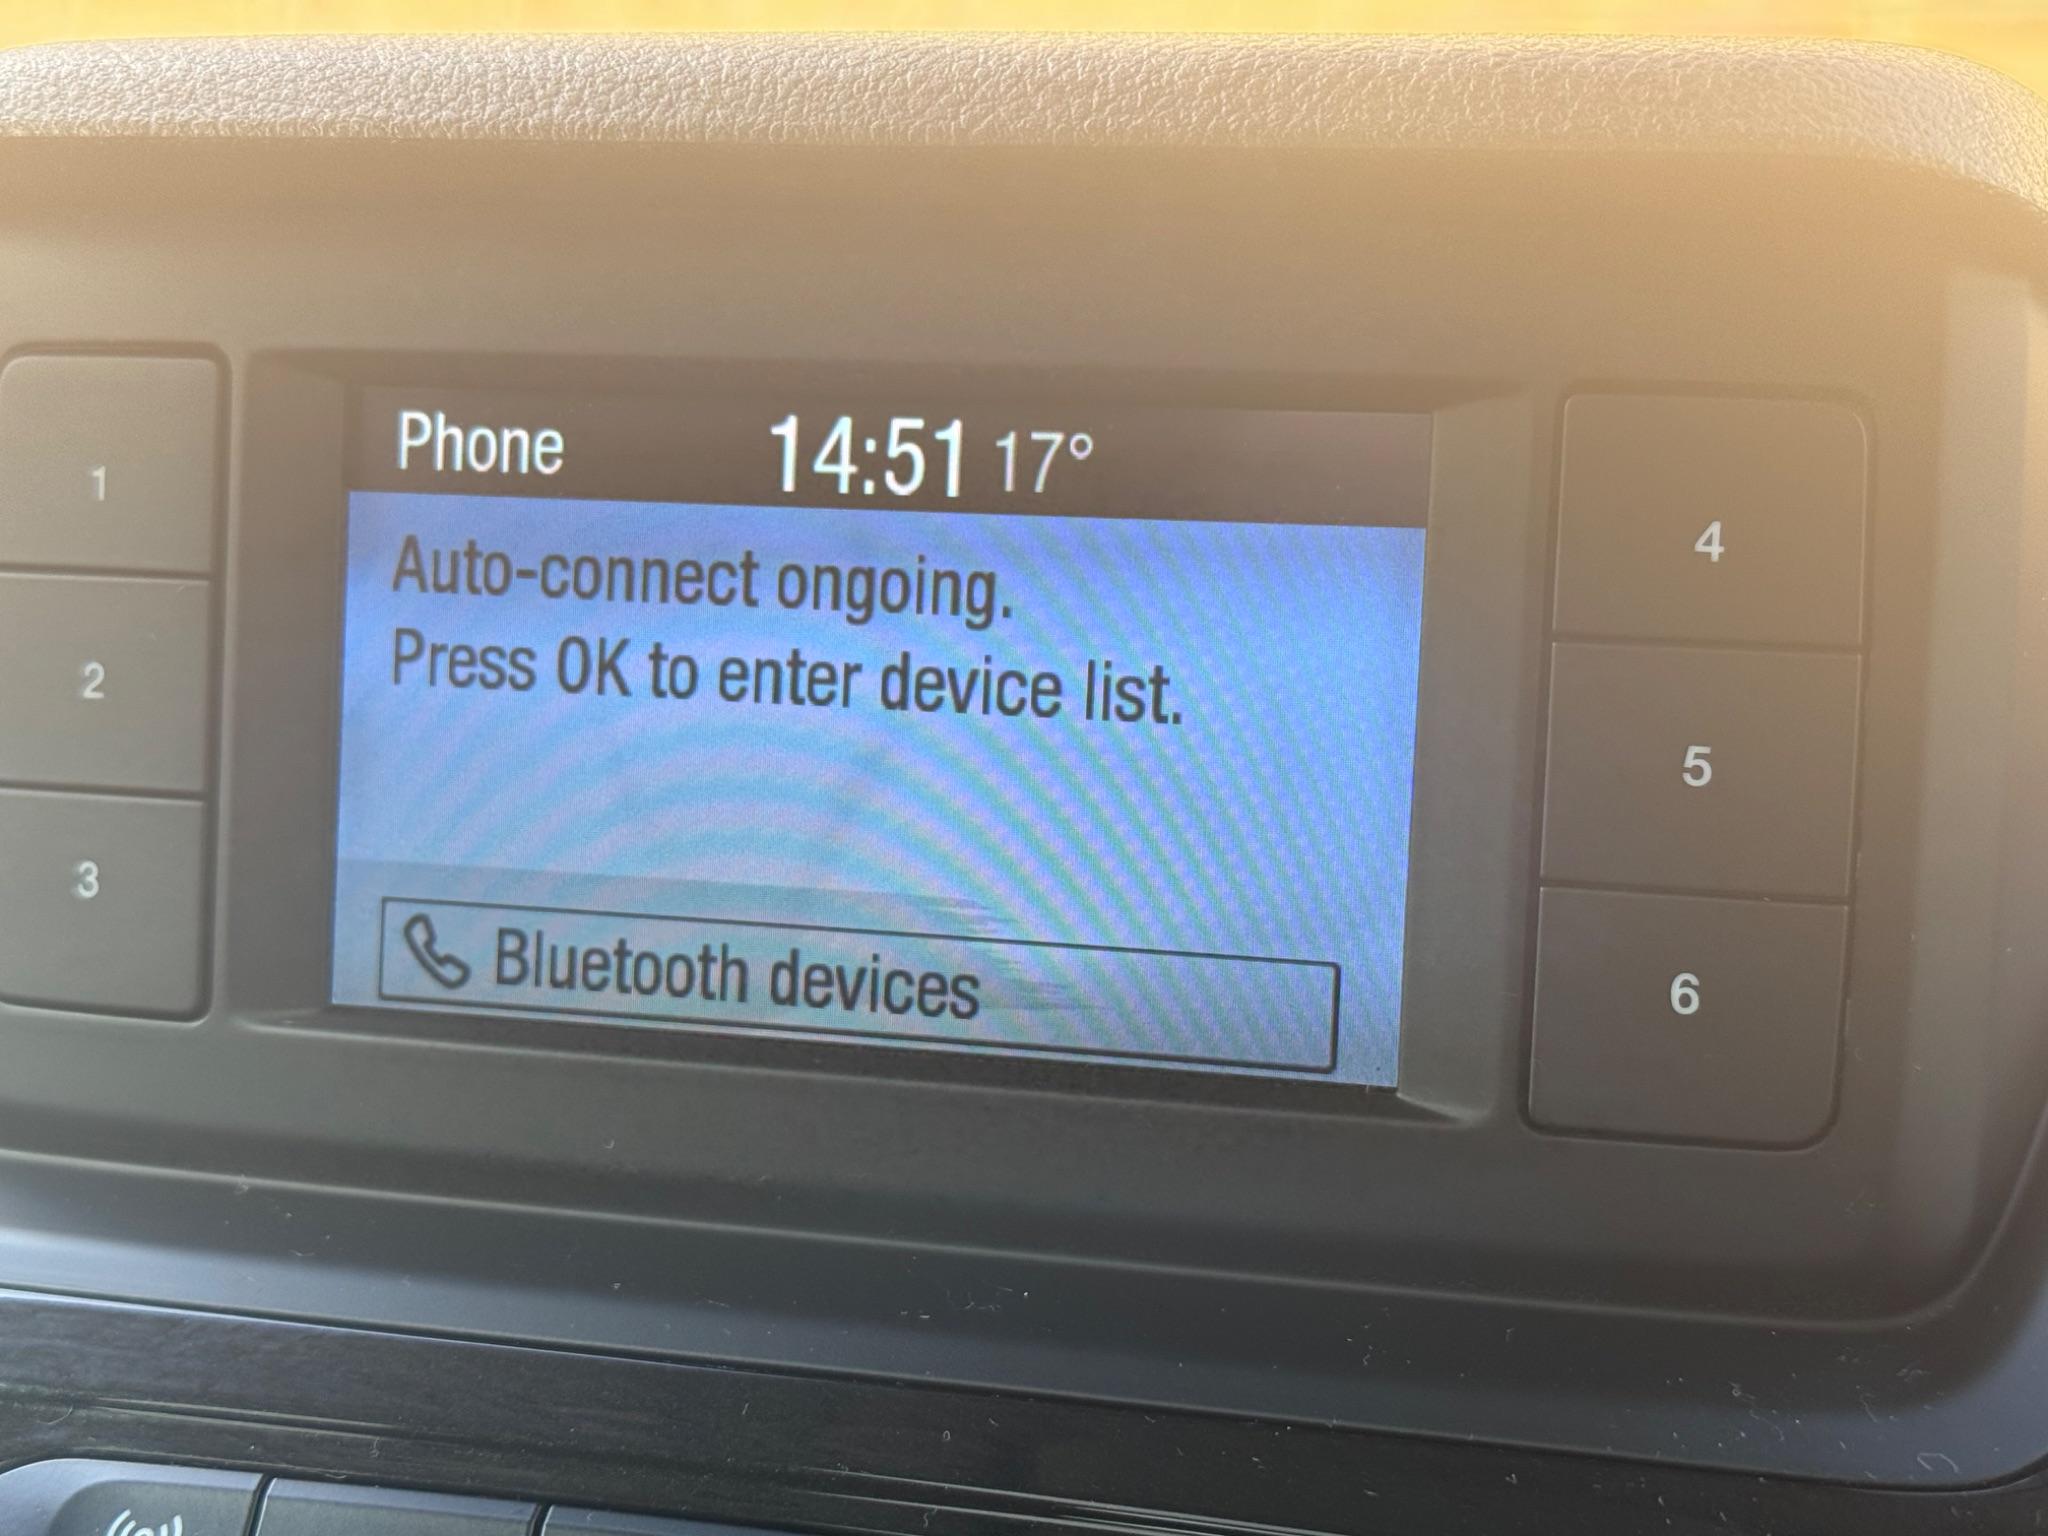 Phone 14:51 17°
Auto-connect ongoing.
Press OK to enter device list.
Bluetooth devices
1
2
3
4
5
6